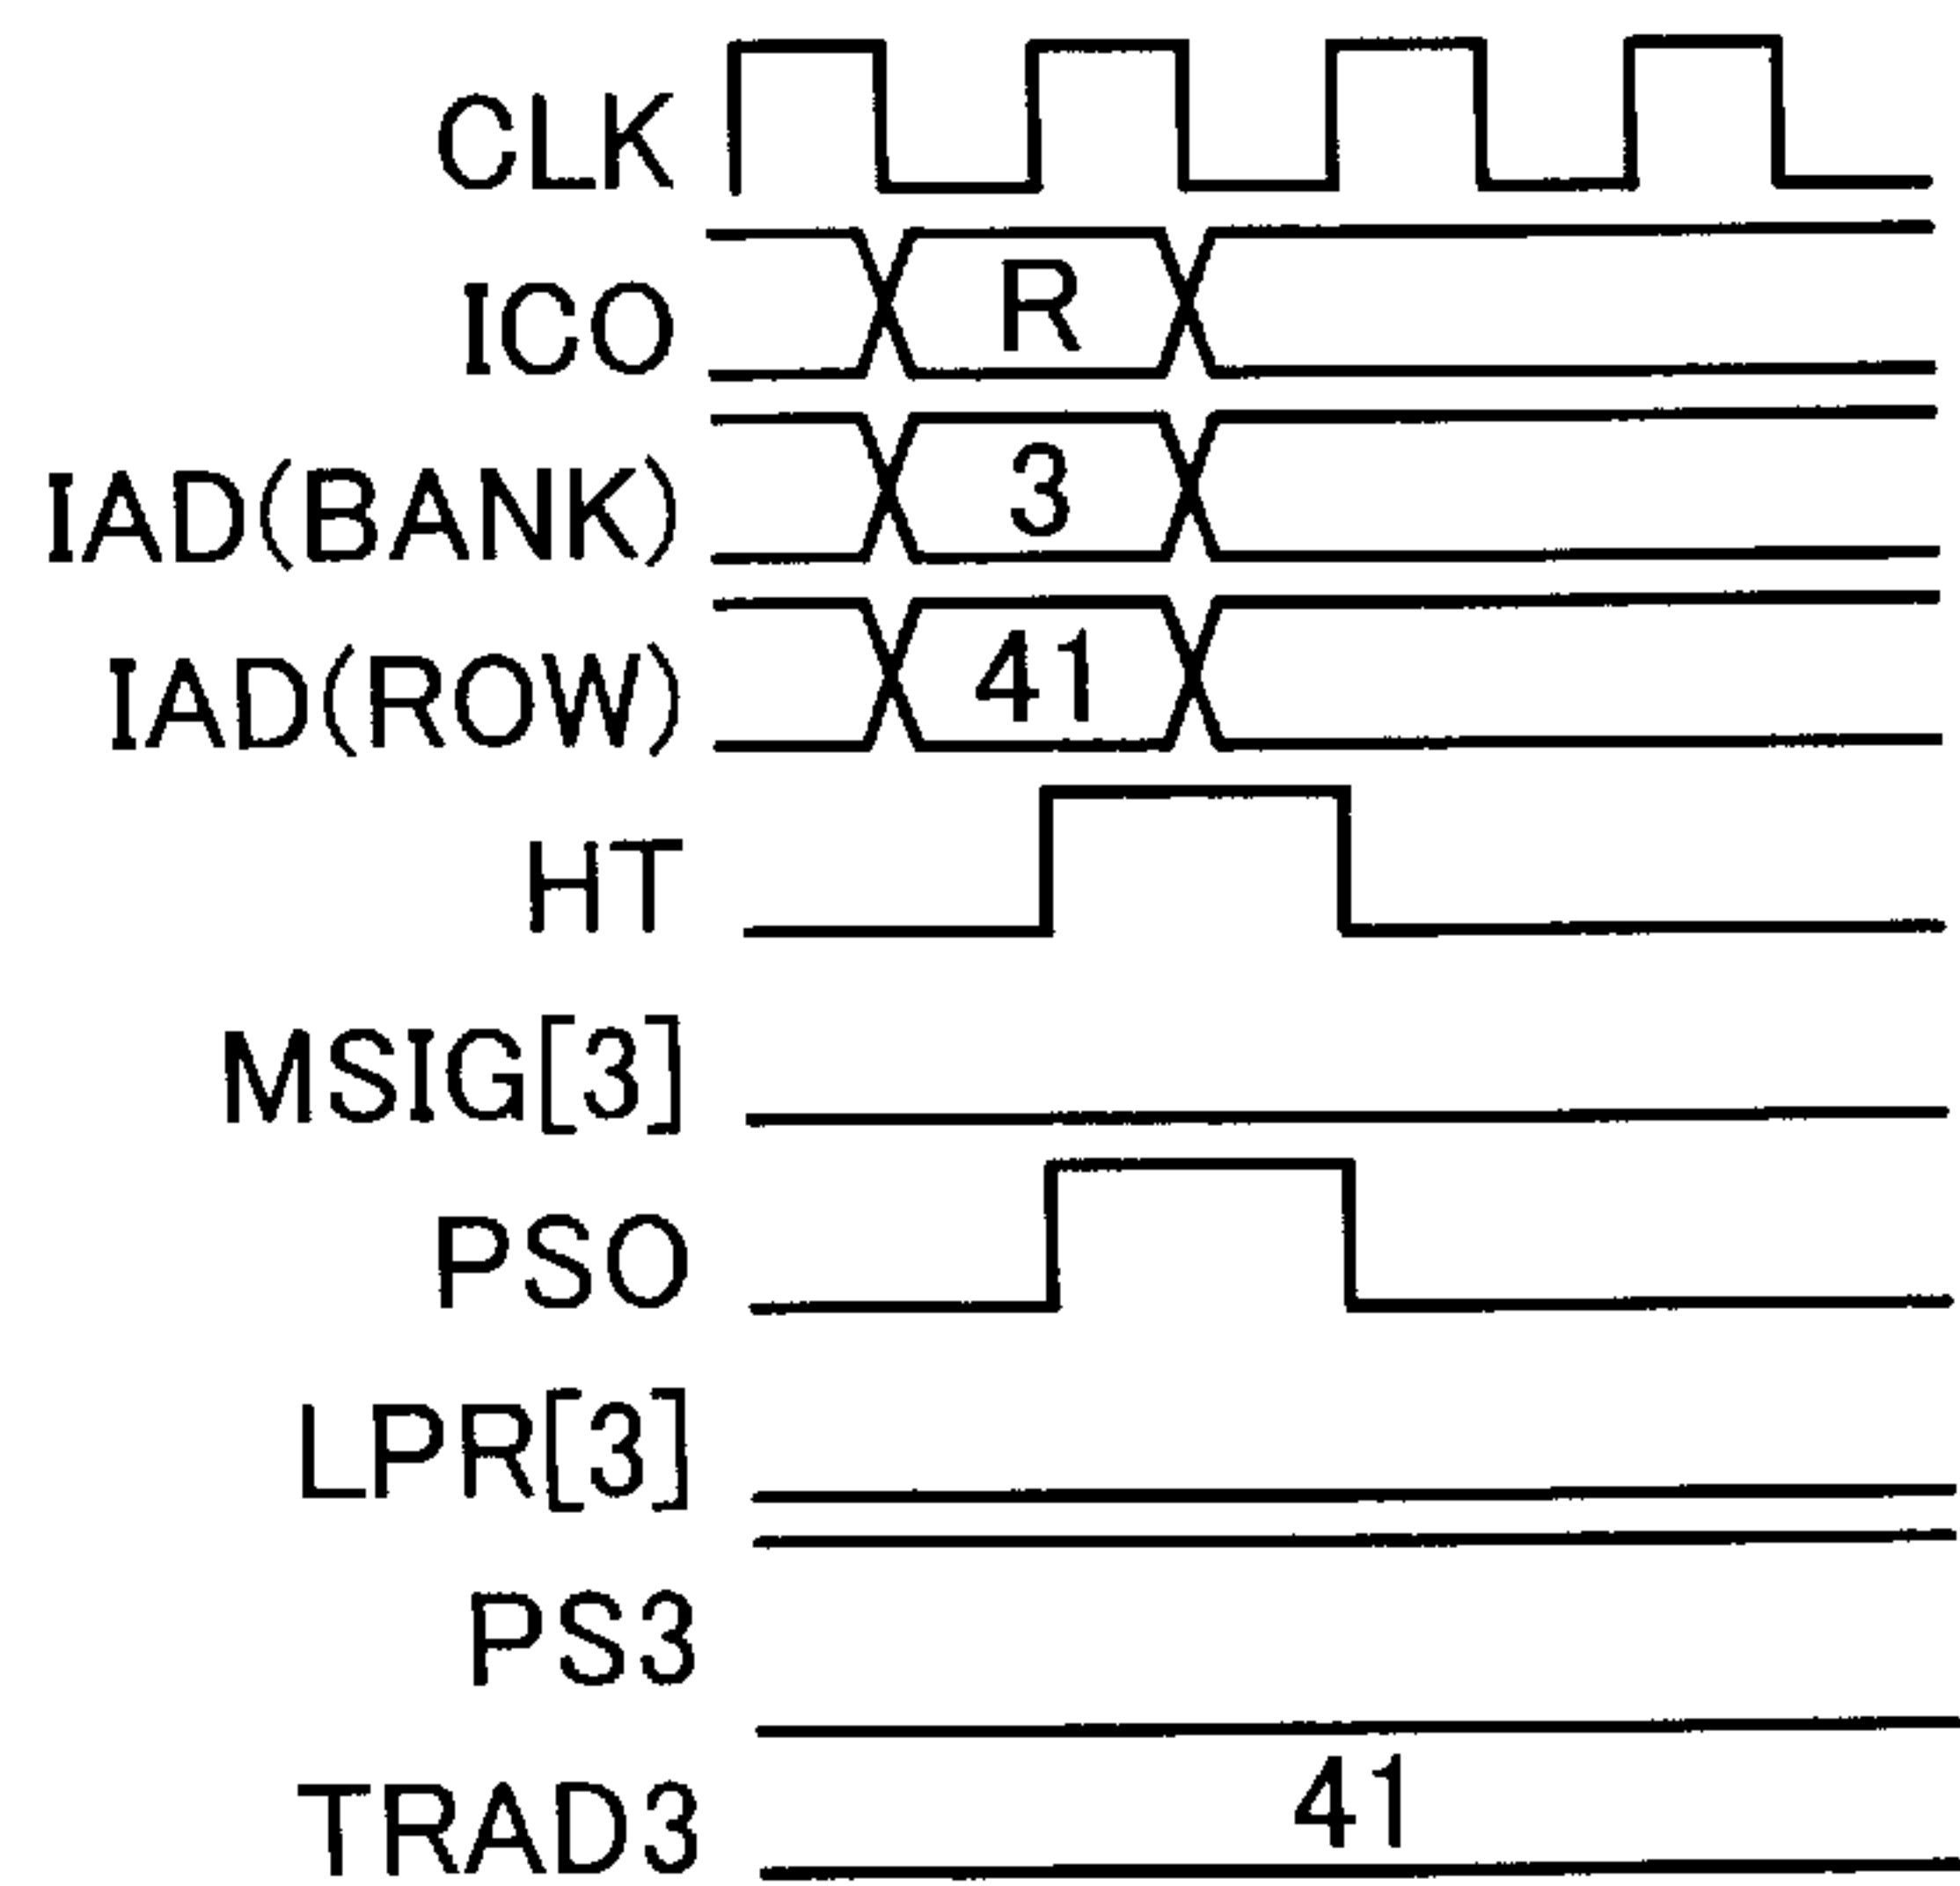 CLK
ICO R
IAD(BANK) 3
IAD(ROW) 41
HT
MSIG[3]
PSO
LPR[3]
PS3
TRAD3 41